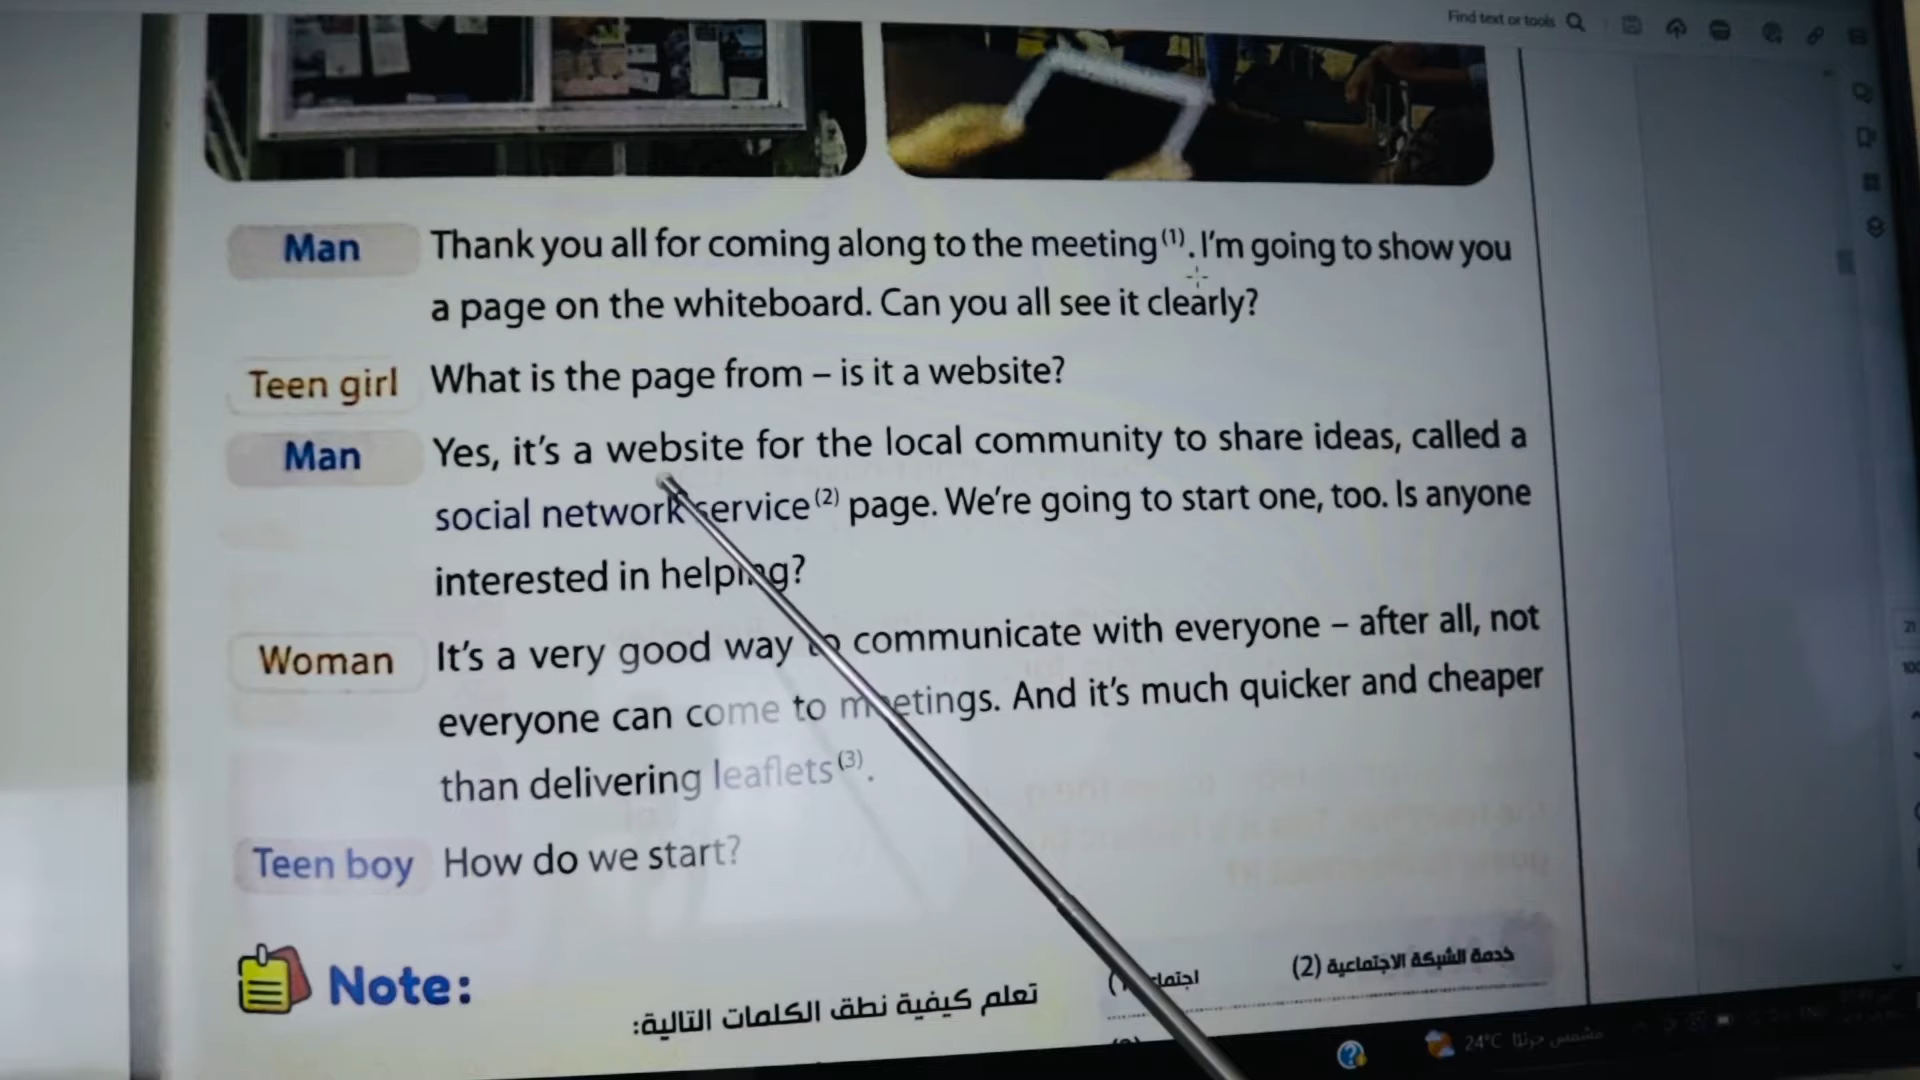 Find text or tools
Man Thank you all for coming along to the meeting(1). I'm going to show you
a page on the whiteboard. Can you all see it clearly?
Teen girl What is the page from – is it a website?
Man Yes, it's a website for the local community to share ideas, called a
social network service(2) page. We're going to start one, too. Is anyone
interested in helping?
Woman It's a very good way to communicate with everyone – after all, not
everyone can come to meetings. And it's much quicker and cheaper
than delivering leaflets(3).
Teen boy How do we start?
Note:
تعلم كيفية نطق الكلمات التالية:
(2) خدمة الشبكة الاجتماعية
24°C مشمس جزئيًا